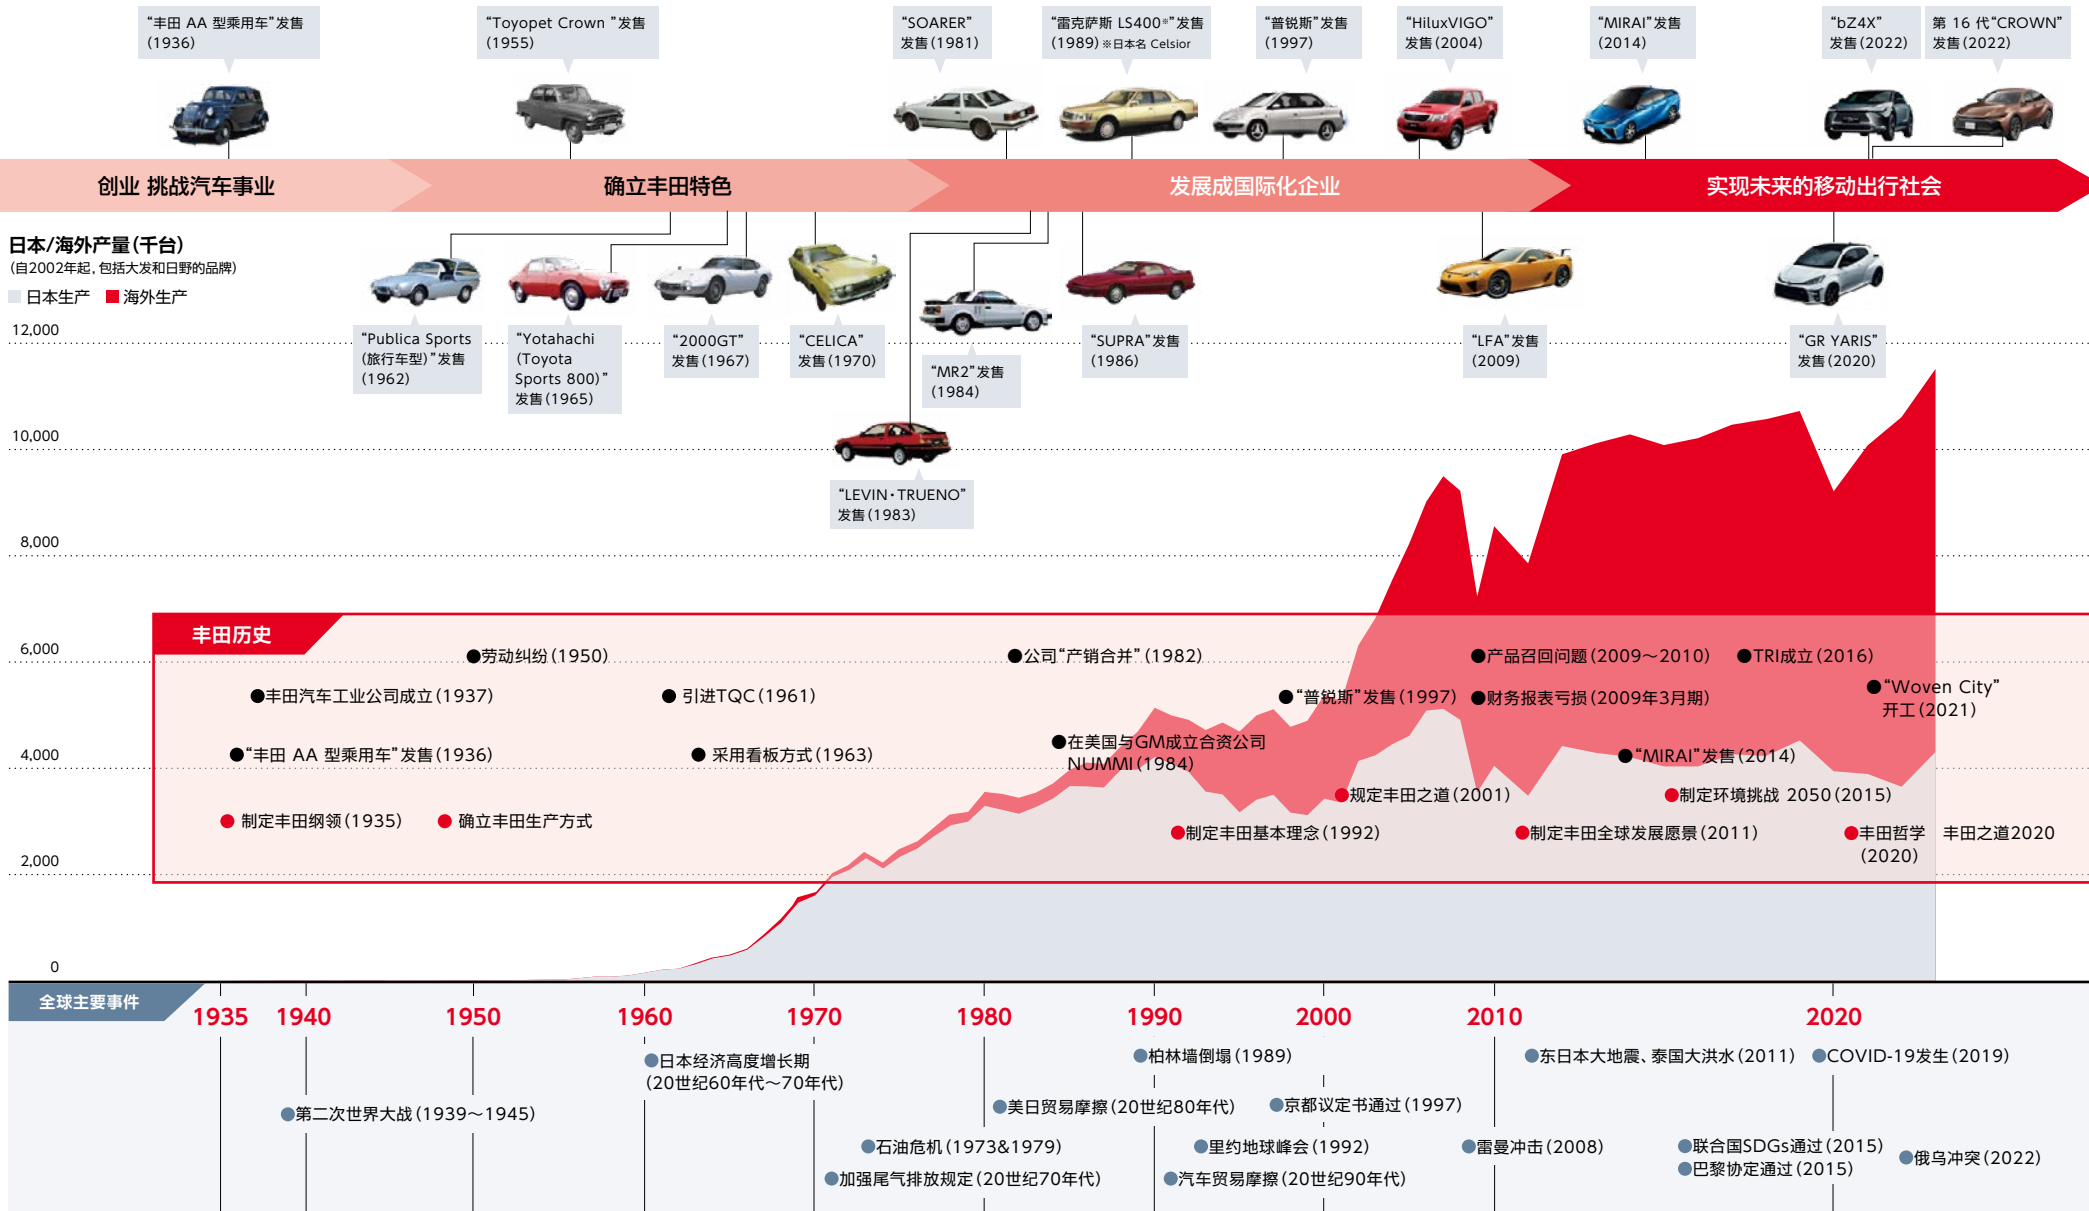 “丰田 AA 型乘用车”发售
(1936)
“Toyopet Crown ”发售
(1955)
“SOARER”
发售(1981)
“雷克萨斯 LS400※”发售
(1989)※日本名 Celsior
“普锐斯”发售
(1997)
“HiluxVIGO”
发售(2004)
“MIRAI”发售
(2014)
“bZ4X”
发售(2022)
第 16 代“CROWN”
发售(2022)
创业 挑战汽车事业
确立丰田特色
发展成国际化企业
实现未来的移动出行社会
日本/海外产量(千台)
(自2002年起,包括大发和日野的品牌)
日本生产
海外生产
“Publica Sports
(旅行车型)”发售
(1962)
“Yotahachi
(Toyota
Sports 800)”
发售(1965)
“2000GT”
发售(1967)
“CELICA”
发售(1970)
“MR2”发售
(1984)
“SUPRA”发售
(1986)
“LFA”发售
(2009)
“GR YARIS”
发售(2020)
“LEVIN・TRUENO”
发售(1983)
12,000
10,000
8,000
6,000
4,000
2,000
0
丰田历史
劳动纠纷(1950)
公司“产销合并”(1982)
产品召回问题(2009～2010)
TRI成立(2016)
丰田汽车工业公司成立(1937)
引进TQC(1961)
“普锐斯”发售(1997)
财务报表亏损(2009年3月期)
“Woven City”
开工(2021)
“丰田 AA 型乘用车”发售(1936)
采用看板方式(1963)
在美国与GM成立合资公司
NUMMI(1984)
“MIRAI”发售(2014)
制定丰田纲领(1935)
确立丰田生产方式
规定丰田之道(2001)
制定环境挑战 2050(2015)
制定丰田基本理念(1992)
制定丰田全球发展愿景(2011)
丰田哲学
(2020)
丰田之道2020
全球主要事件
1935
1940
1950
1960
1970
1980
1990
2000
2010
2020
日本经济高度增长期
(20世纪60年代～70年代)
柏林墙倒塌(1989)
东日本大地震、泰国大洪水(2011)
COVID-19发生(2019)
第二次世界大战(1939～1945)
美日贸易摩擦(20世纪80年代)
京都议定书通过(1997)
石油危机(1973&1979)
里约地球峰会(1992)
雷曼冲击(2008)
联合国SDGs通过(2015)
巴黎协定通过(2015)
俄乌冲突(2022)
加强尾气排放规定(20世纪70年代)
汽车贸易摩擦(20世纪90年代)